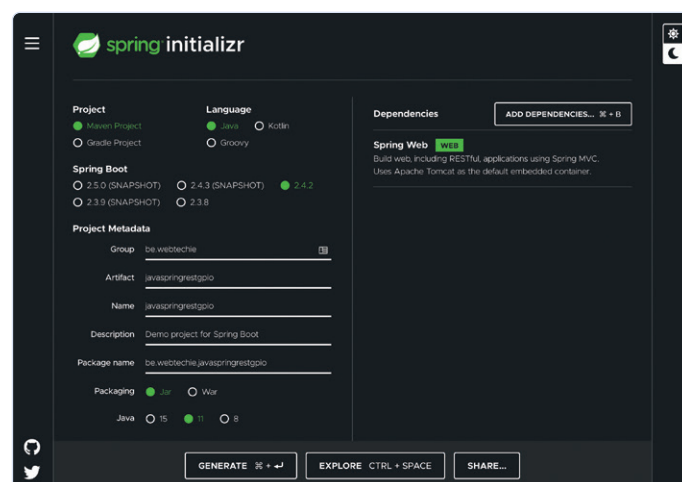 spring initializr
Project
Maven Project
Gradle Project
Language
Java Kotlin
Groovy
Spring Boot
2.5.0 (SNAPSHOT) 2.4.3 (SNAPSHOT) 2.4.2
2.3.9 (SNAPSHOT) 2.3.8
Project Metadata
Group be.webtechie
Artifact javaspringrestgpio
Name javaspringrestgpio
Description Demo project for Spring Boot
Package name be.webtechie.javaspringrestgpio
Packaging Jar War
Java 15 11 8
Dependencies ADD DEPENDENCIES... ⌘ + B
Spring Web WEB
Build web, including RESTful, applications using Spring MVC.
Uses Apache Tomcat as the default embedded container.
GENERATE ⌘ + ↵ EXPLORE CTRL + SPACE SHARE...